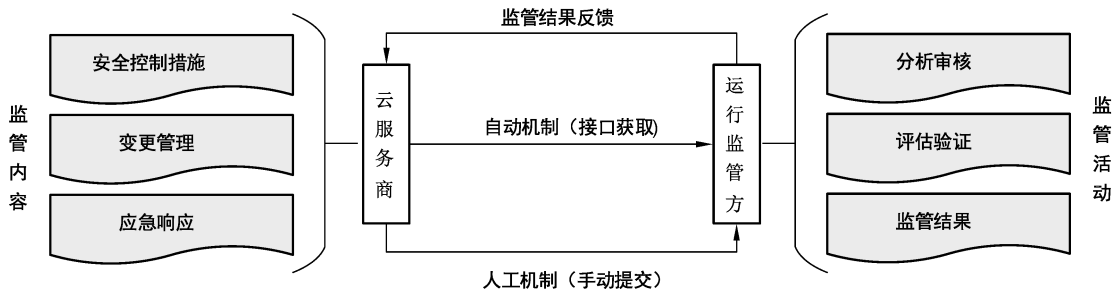 监管结果反馈
监管内容
安全控制措施
变更管理
应急响应
云服务商
自动机制（接口获取)
人工机制（手动提交）
运行监管方
分析审核
评估验证
监管结果
监管活动